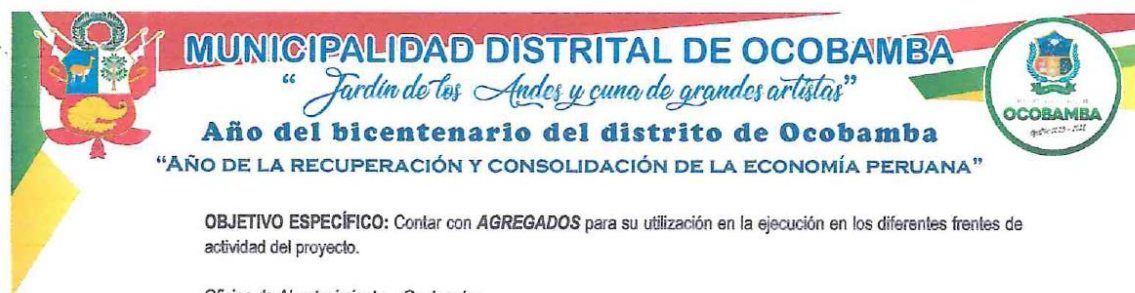 MUNICIPALIDAD DISTRITAL DE OCOBAMBA
“ Jardín de los Andes y cuna de grandes artistas”
Año del bicentenario del distrito de Ocobamba
“AÑO DE LA RECUPERACIÓN Y CONSOLIDACIÓN DE LA ECONOMÍA PERUANA”
OCOBAMBA
OBJETIVO ESPECÍFICO: Contar con AGREGADOS para su utilización en la ejecución en los diferentes frentes de
actividad del proyecto.